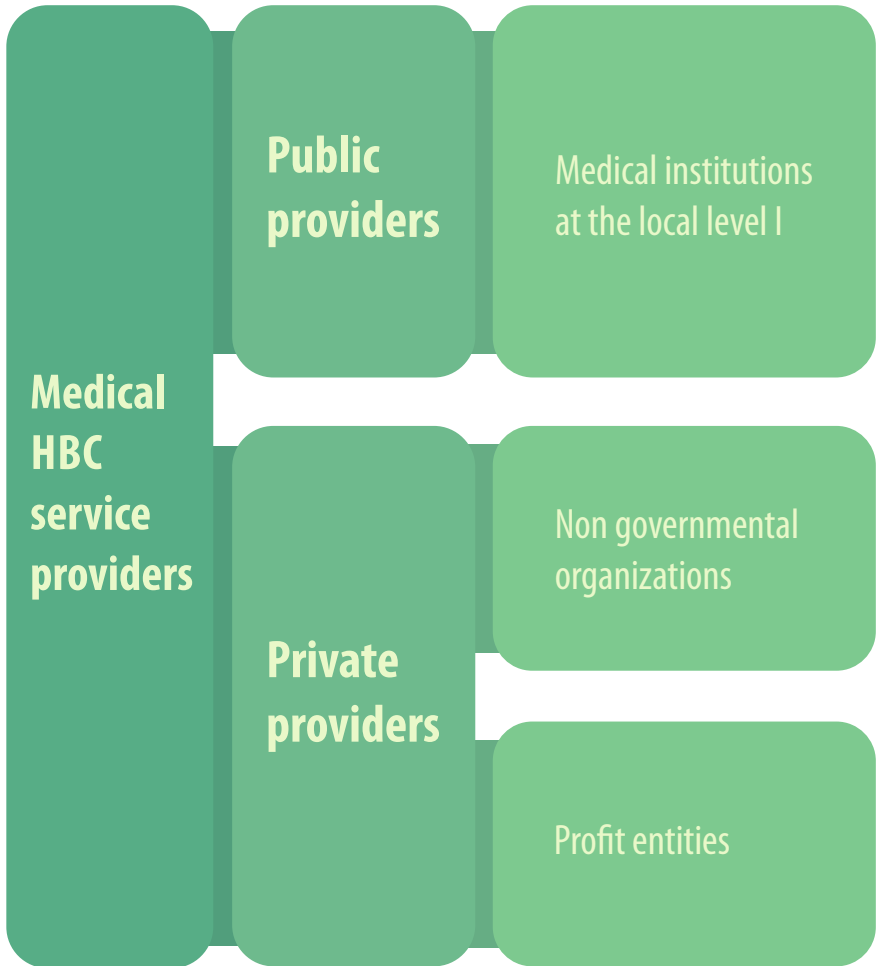 Medical
HBC
service
providers
Public
providers
Medical institutions
at the local level I
Private
providers
Non governmental
organizations
Profit entities